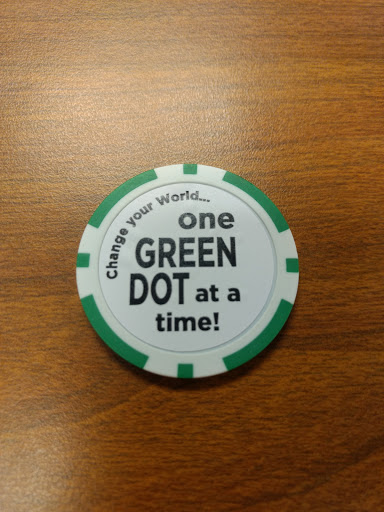 Change your World...
one
GREEN
DOT at a
time!